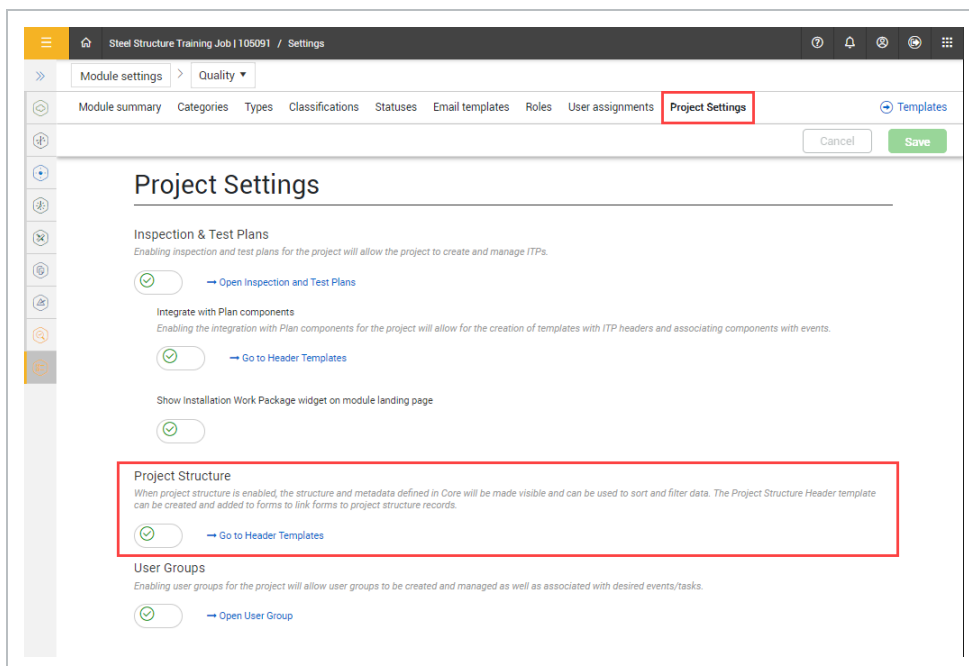 Steel Structure Training Job | 105091 / Settings
Module settings > Quality ▼
Module summary Categories Types Classifications Statuses Email templates Roles User assignments Project Settings Templates
Cancel Save
Project Settings
Inspection & Test Plans
Enabling inspection and test plans for the project will allow the project to create and manage ITPs.
→ Open Inspection and Test Plans
Integrate with Plan components
Enabling the integration with Plan components for the project will allow for the creation of templates with ITP headers and associating components with events.
→ Go to Header Templates
Show Installation Work Package widget on module landing page
Project Structure
When project structure is enabled, the structure and metadata defined in Core will be made visible and can be used to sort and filter data. The Project Structure Header template
can be created and added to forms to link forms to project structure records.
→ Go to Header Templates
User Groups
Enabling user groups for the project will allow user groups to be created and managed as well as associated with desired events/tasks.
→ Open User Group